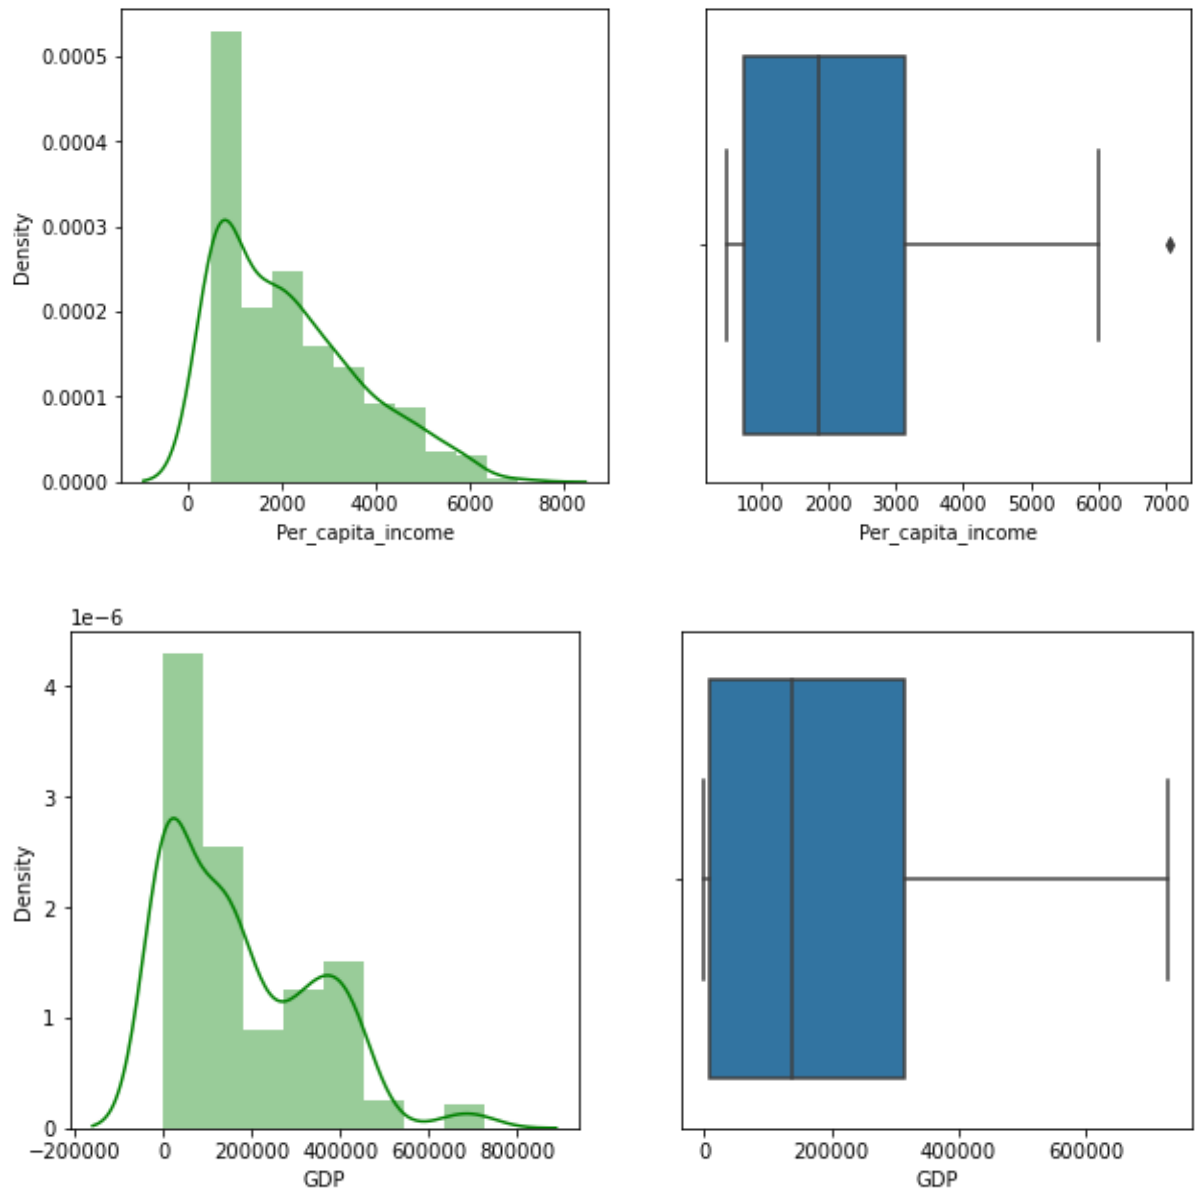 0.0005
0.0004
0.0003
0.0002
0.0001
0.0000
Density
0 2000 4000 6000 8000
Per_capita_income
1000 2000 3000 4000 5000 6000 7000
Per_capita_income
1e−6
4
3
2
1
0
Density
−200000 0 200000 400000 600000 800000
GDP
0 200000 400000 600000
GDP